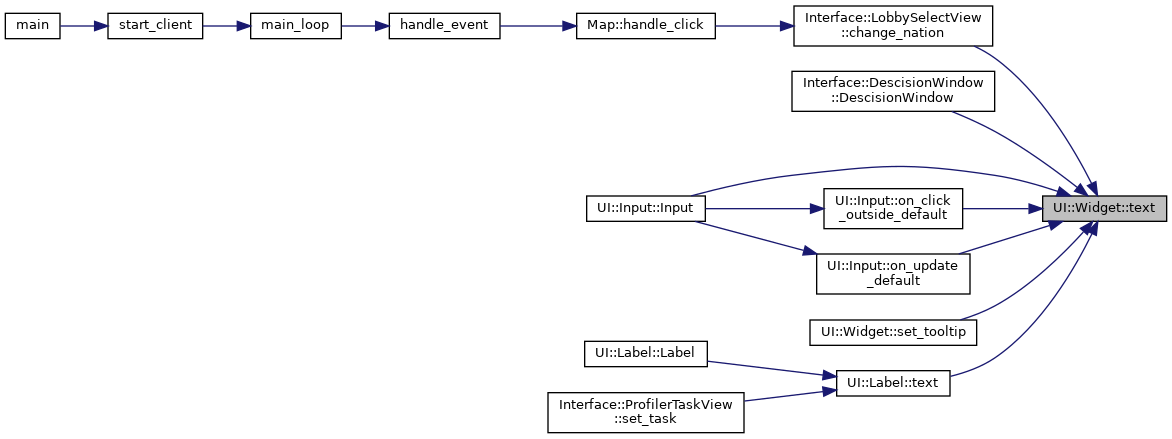 main
start_client
main_loop
handle_event
Map::handle_click
Interface::LobbySelectView
::change_nation
Interface::DescisionWindow
::DescisionWindow
UI::Input::Input
UI::Input::on_click
_outside_default
UI::Widget::text
UI::Input::on_update
_default
UI::Widget::set_tooltip
UI::Label::Label
UI::Label::text
Interface::ProfilerTaskView
::set_task